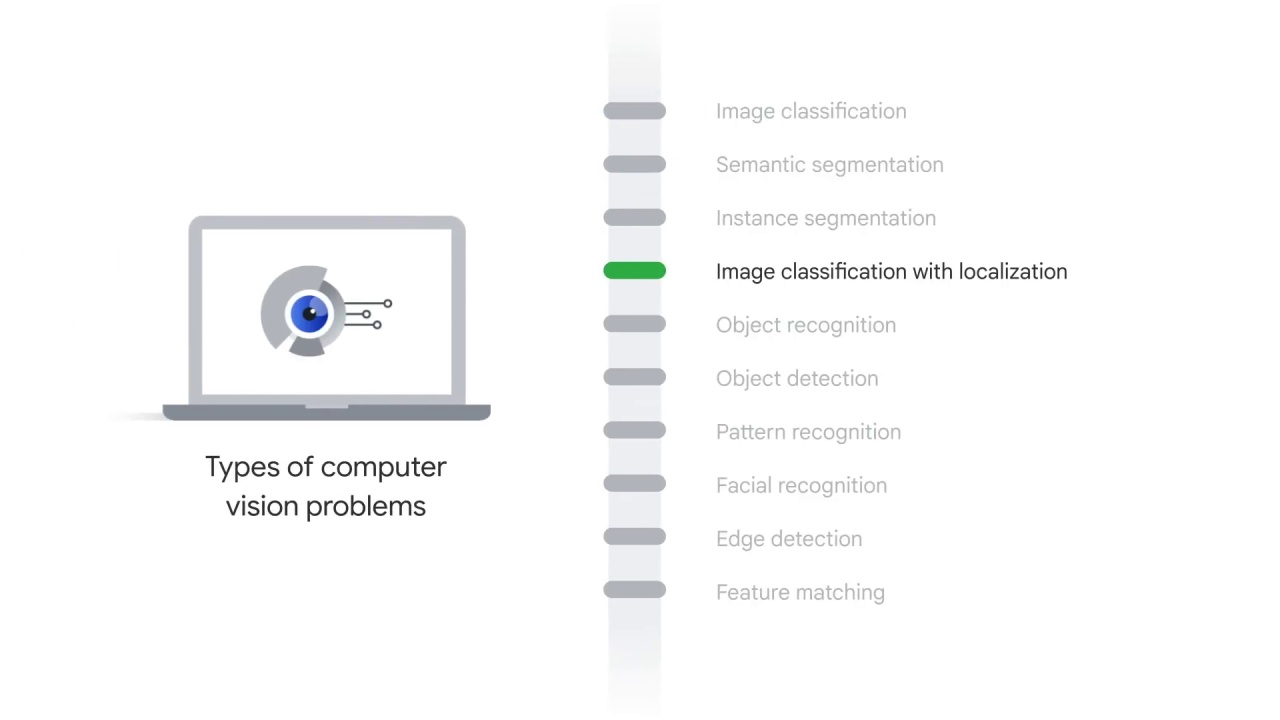 Types of computer
vision problems
Image classification
Semantic segmentation
Instance segmentation
Image classification with localization
Object recognition
Object detection
Pattern recognition
Facial recognition
Edge detection
Feature matching